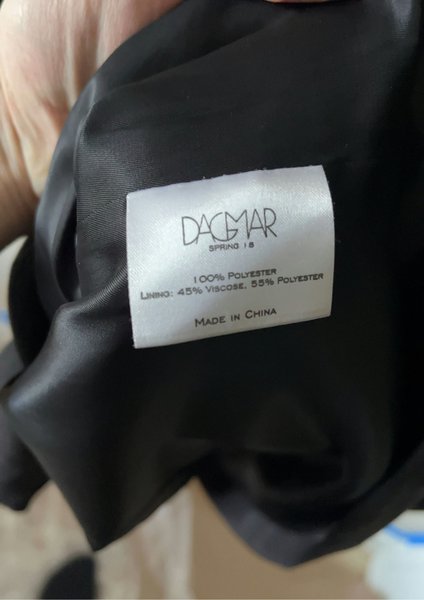 DAGMAR
SPRING 18
100% POLYESTER
LINING: 45% VISCOSE, 55% POLYESTER
MADE IN CHINA